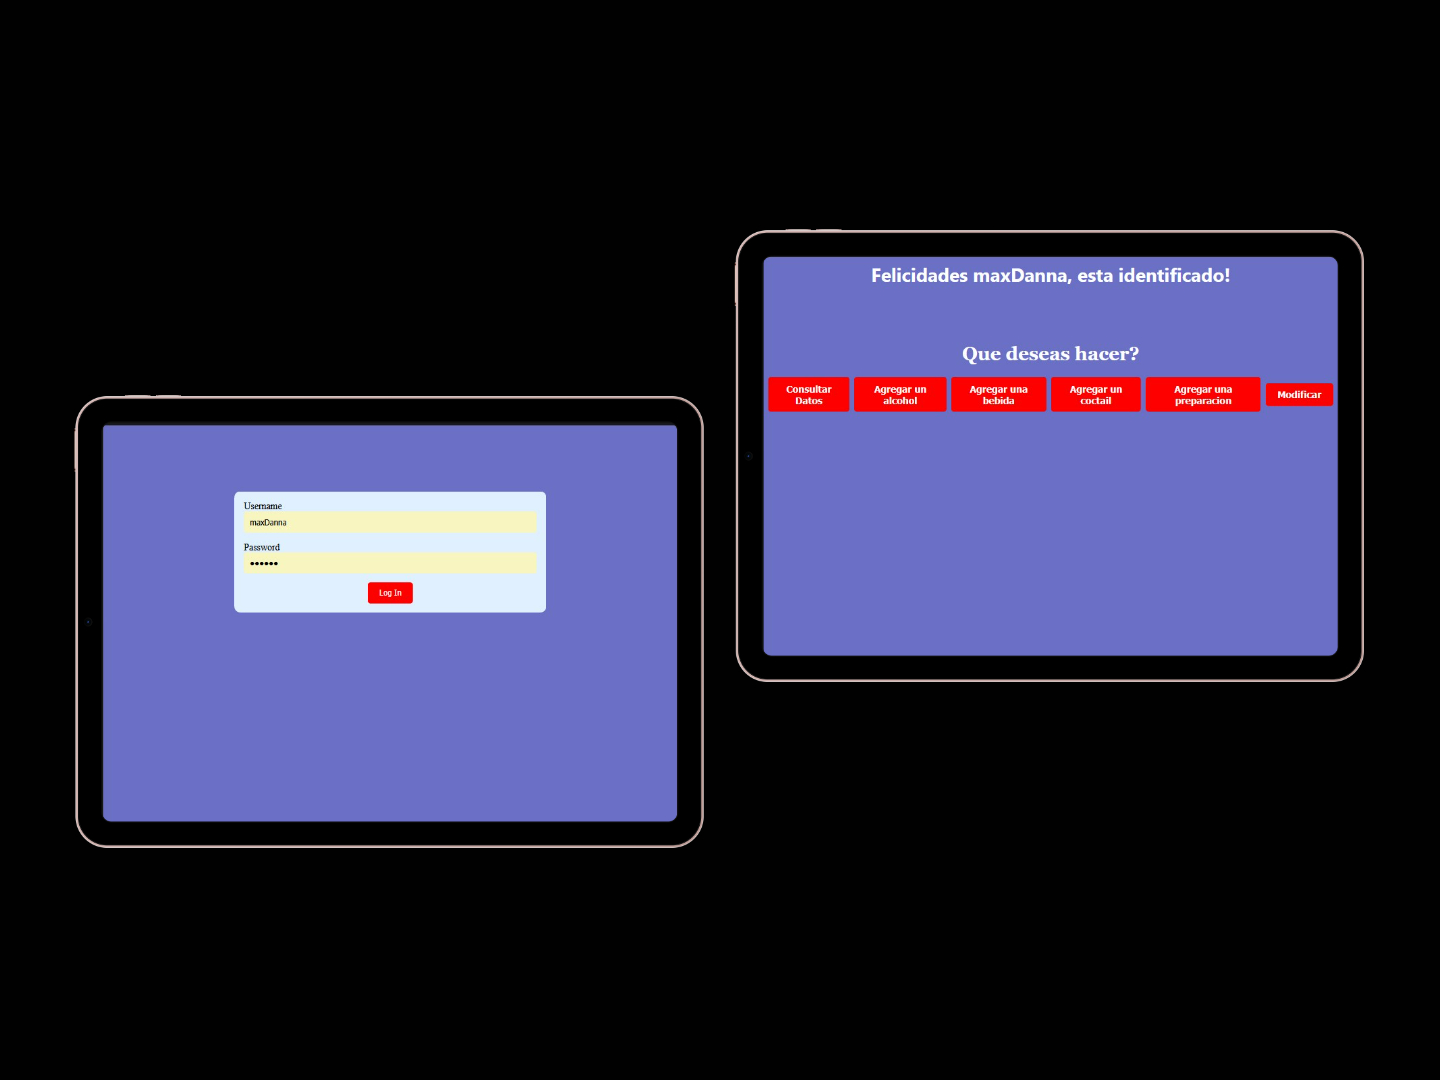 Username
maxDanna
Password
••••••
Log In
Felicidades maxDanna, esta identificado!
Que deseas hacer?
Consultar
Datos
Agregar un
alcohol
Agregar una
bebida
Agregar un
coctail
Agregar una
preparacion
Modificar